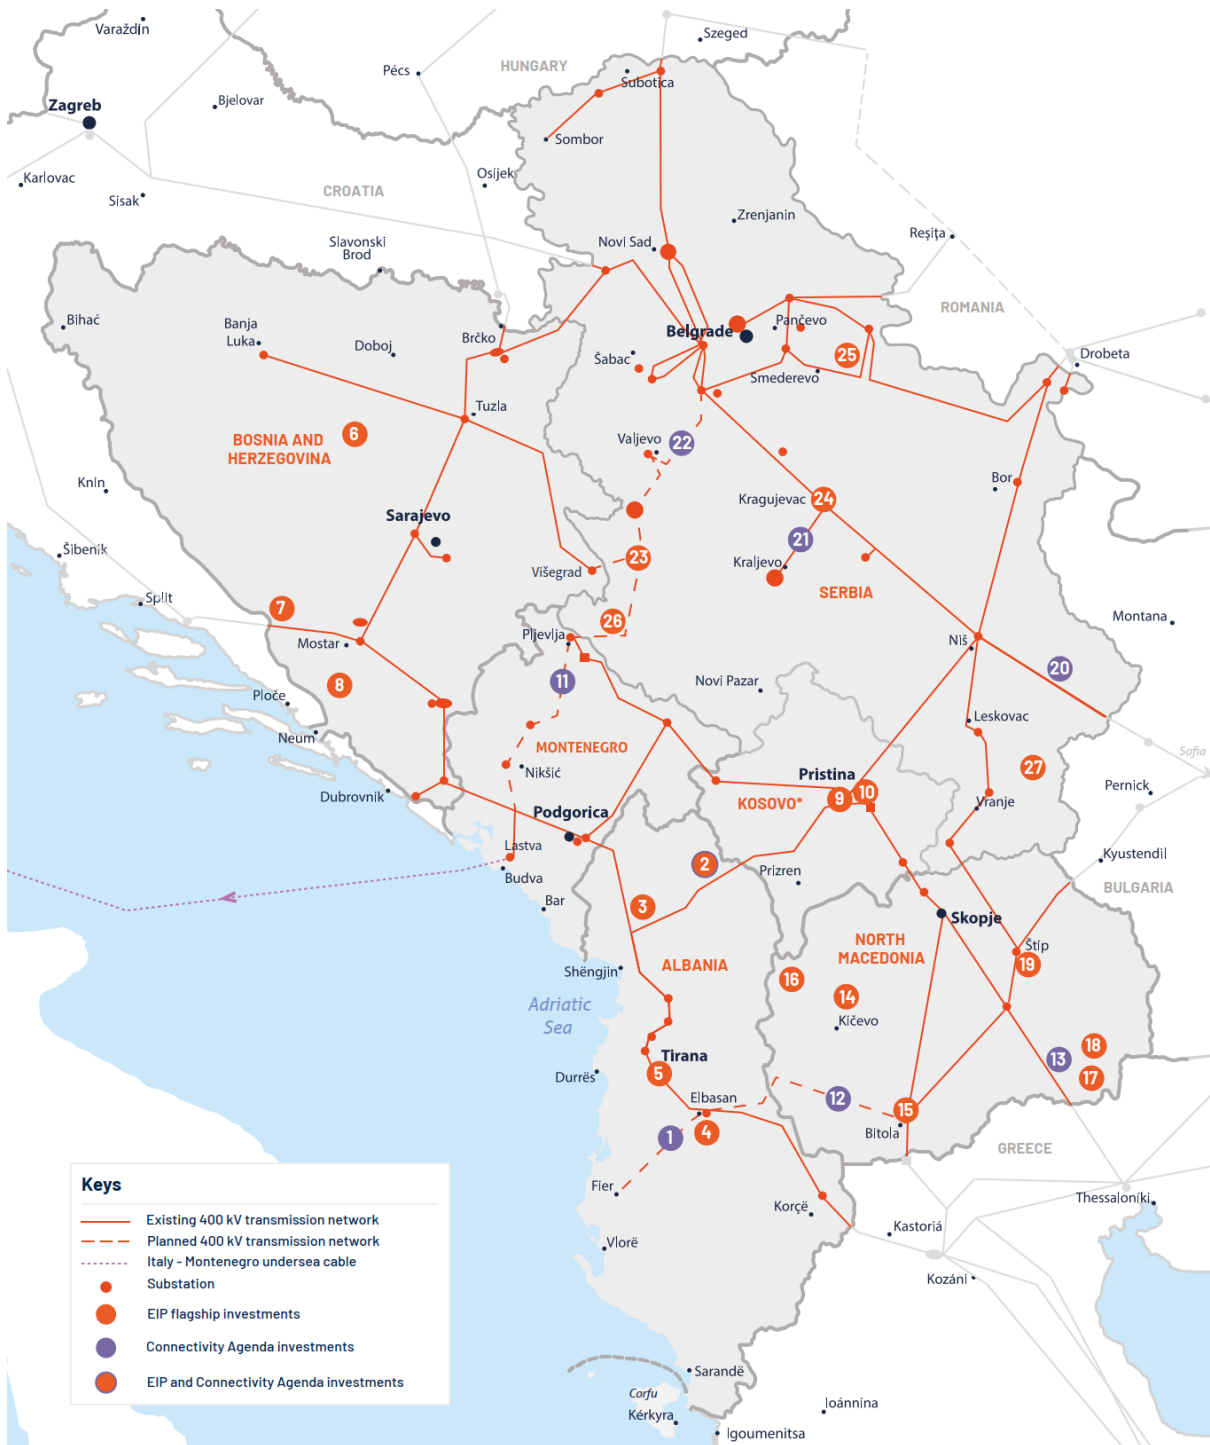 Varaždin
Szeged
HUNGARY
Pécs
Subotica
Zagreb
Bjelovar
Sombor
Karlovac
Osijek
CROATIA
Sisak
Zrenjanin
Slavonski
Brod
Novi Sad
Reşiţa
ROMANIA
Bihać
Banja
Luka
Doboj
Brčko
Belgrade
Pančevo
Šabac
25
Drobeta
Smederevo
Tuzla
BOSNIA AND
HERZEGOVINA
6
Valjevo
22
Knin
Bor
Kragujevac
24
Sarajevo
21
Šibenik
23
Kraljevo
Višegrad
SERBIA
Split
7
26
Montana
Mostar
Pljevlja
Niš
20
11
8
Novi Pazar
Ploče
Leskovac
Neum
MONTENEGRO
Sofia
Nikšić
Pristina
27
Dubrovnik
KOSOVO*
9
10
Pernick
Vranje
Podgorica
Lastva
2
Kyustendil
Budva
Prizren
BULGARIA
Bar
3
Skopje
NORTH
MACEDONIA
Štip
ALBANIA
19
Shëngjin
16
14
Adriatic
Sea
Kičevo
Tirana
18
13
5
17
Durrës
Elbasan
12
15
1
4
Bitola
GREECE
Keys
Fier
Thessaloníki
Korçë
Existing 400 kV transmission network
Kastoriá
Planned 400 kV transmission network
Vlorë
Italy - Montenegro undersea cable
Kozáni
Substation
EIP flagship investments
Connectivity Agenda investments
Sarandë
EIP and Connectivity Agenda investments
Corfu
Ioánnina
Kérkyra
Igoumenitsa